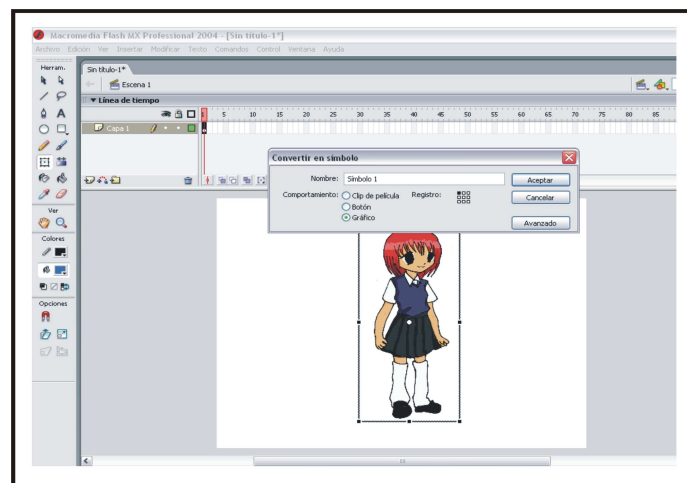 Macromedia Flash MX Professional 2004 - [Sin título-1*]
Archivo Edición Ver Insertar Modificar Texto Comandos Control Ventana Ayuda
Herram.
Sin título-1*
Escena 1
Línea de tiempo
1 5 10 15 20 25 30 35 40 45 50 55 60 65 70 75 80 85
Capa 1
Convertir en símbolo
Nombre: Símbolo 1
Aceptar
Comportamiento: Clip de película
Registro:
Cancelar
Botón
Gráfico
Avanzado
Ver
Colores
Opciones